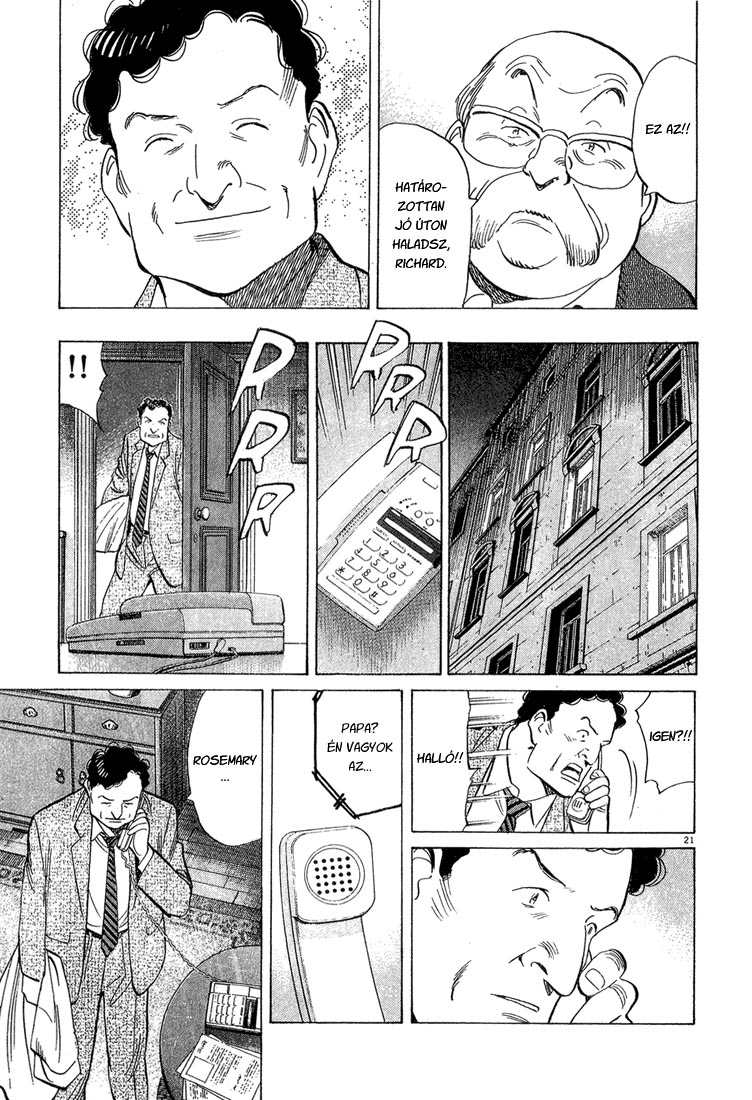 EZ AZ!!
HATÁRO-
ZOTTAN
JÓ ÚTON
HALADSZ,
RICHARD.
R
R
R
R
R
R
!!
IGEN?!!
HALLÓ!!
21
PAPA?
ÉN VAGYOK
AZ...
ROSEMARY
...